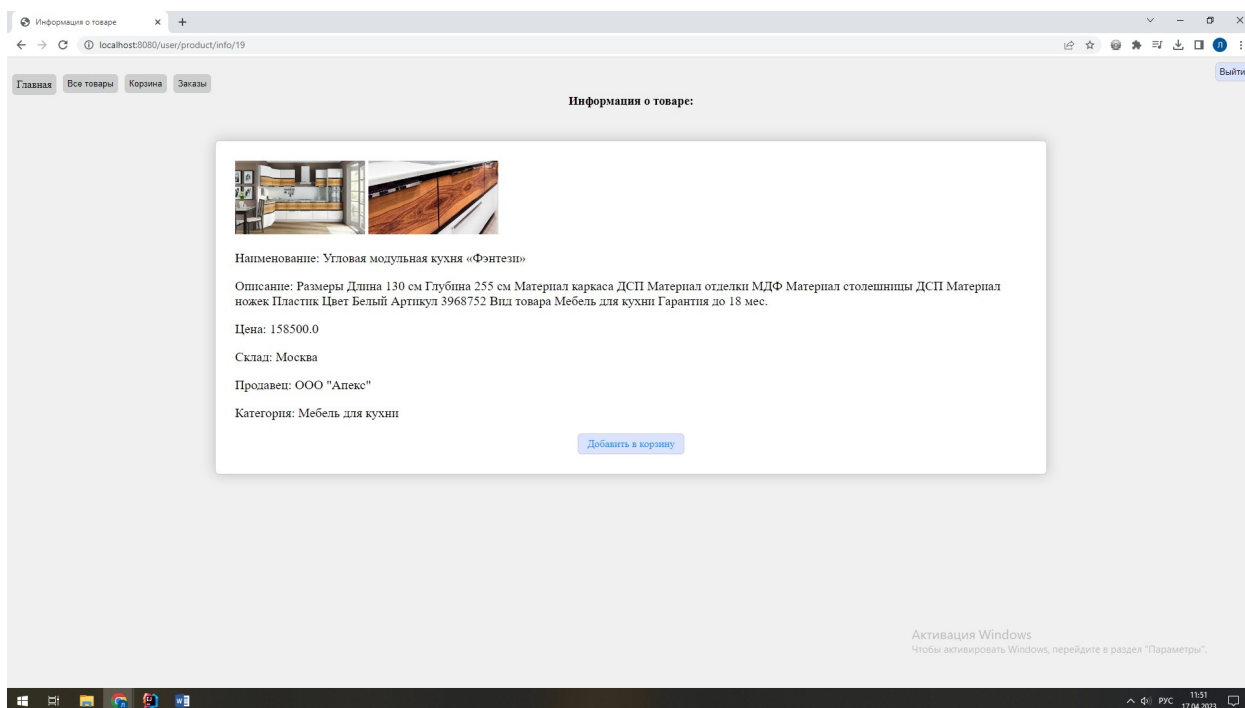 Информация о товаре
localhost:8080/user/product/info/19
Л
Главная Все товары Корзина Заказы
Выйти
Информация о товаре:
Наименование: Угловая модульная кухня «Фэнтези»
Описание: Размеры Длина 130 см Глубина 255 см Материал каркаса ДСП Материал отделки МДФ Материал столешницы ДСП Материал
ножек Пластик Цвет Белый Артикул 3968752 Вид товара Мебель для кухни Гарантия до 18 мес.
Цена: 158500.0
Склад: Москва
Продавец: ООО "Апекс"
Категория: Мебель для кухни
Добавить в корзину
Активация Windows
Чтобы активировать Windows, перейдите в раздел "Параметры".
РУС
11:51
17.04.2023